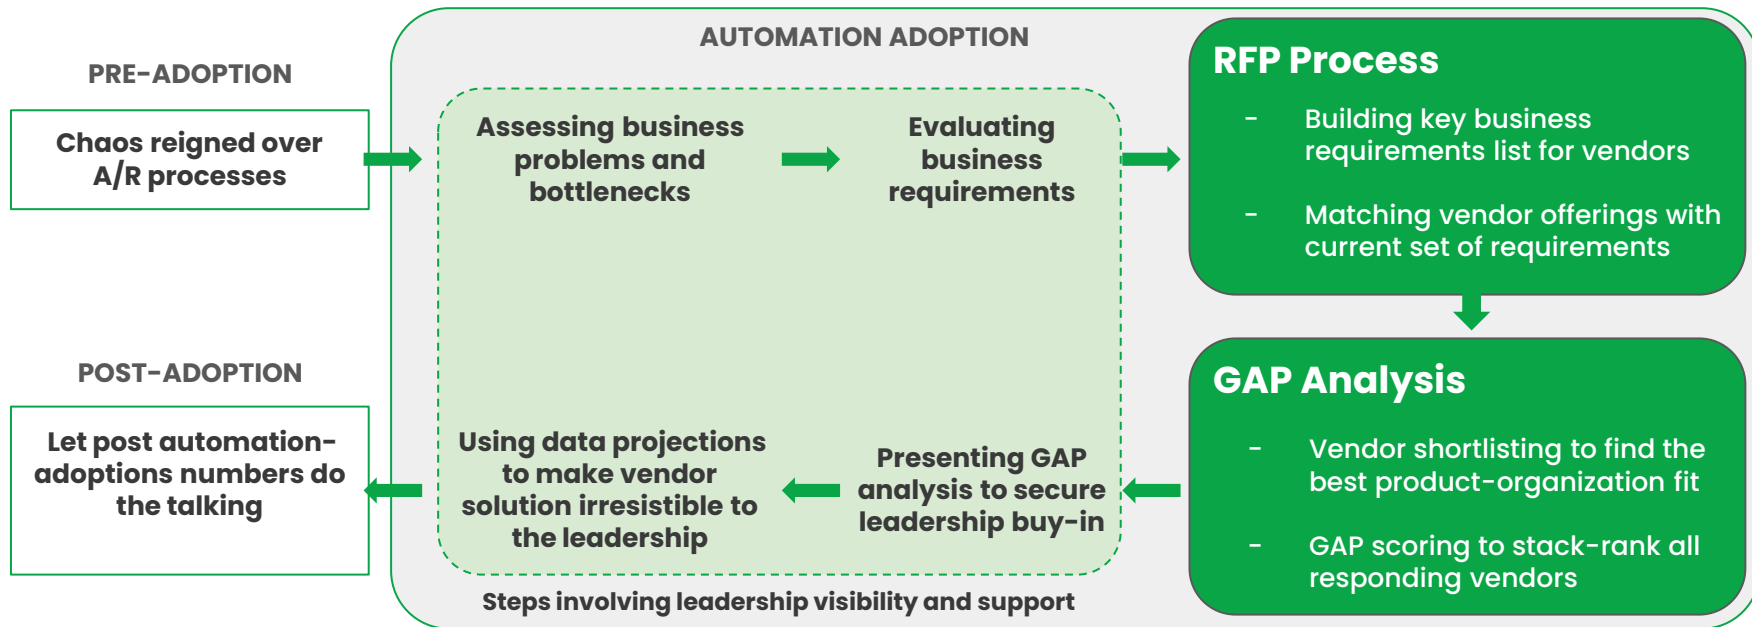 AUTOMATION ADOPTION
PRE-ADOPTION
Chaos reigned over
A/R processes
Assessing business
problems and
bottlenecks
Evaluating
business
requirements
RFP Process
- Building key business
requirements list for vendors
- Matching vendor offerings with
current set of requirements
GAP Analysis
- Vendor shortlisting to find the
best product-organization fit
- GAP scoring to stack-rank all
responding vendors
Presenting GAP
analysis to secure
leadership buy-in
Using data projections
to make vendor
solution irresistible to
the leadership
Steps involving leadership visibility and support
POST-ADOPTION
Let post automation-
adoptions numbers do
the talking